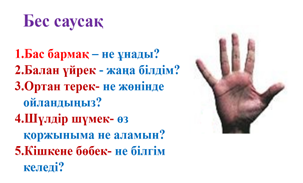 Бес саусақ
1.Бас бармақ – не ұнады?
2.Балан үйрек - жаңа білдім?
3.Ортан терек- не жөнінде
ойландыңыз?
4.Шүлдір шүмек- өз
қоржыныма не аламын?
5.Кішкене бөбек- не білгім
келеді?